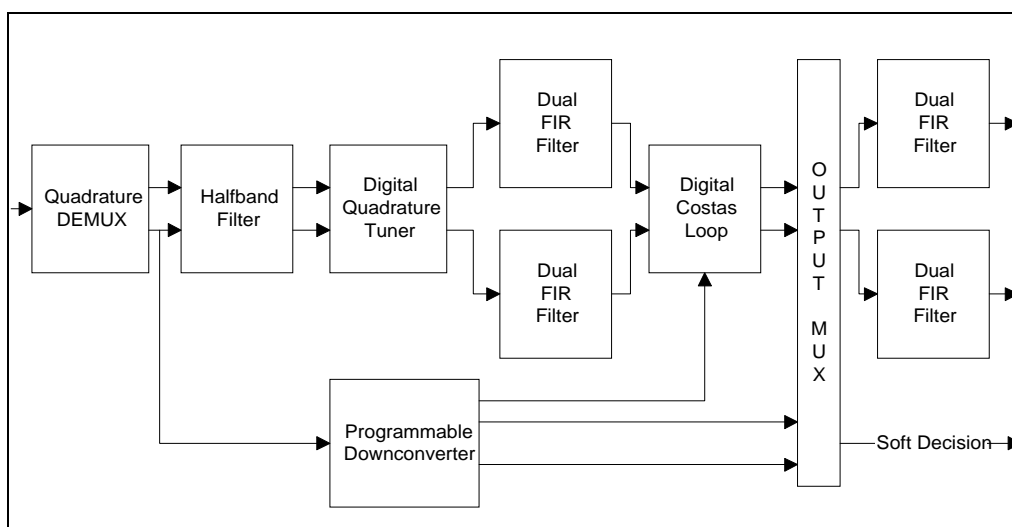 Quadrature
DEMUX
Halfband
Filter
Digital
Quadrature
Tuner
Dual
FIR
Filter
Dual
FIR
Filter
Digital
Costas
Loop
Programmable
Downconverter
O
U
T
P
U
T
M
U
X
Dual
FIR
Filter
Dual
FIR
Filter
Soft Decision